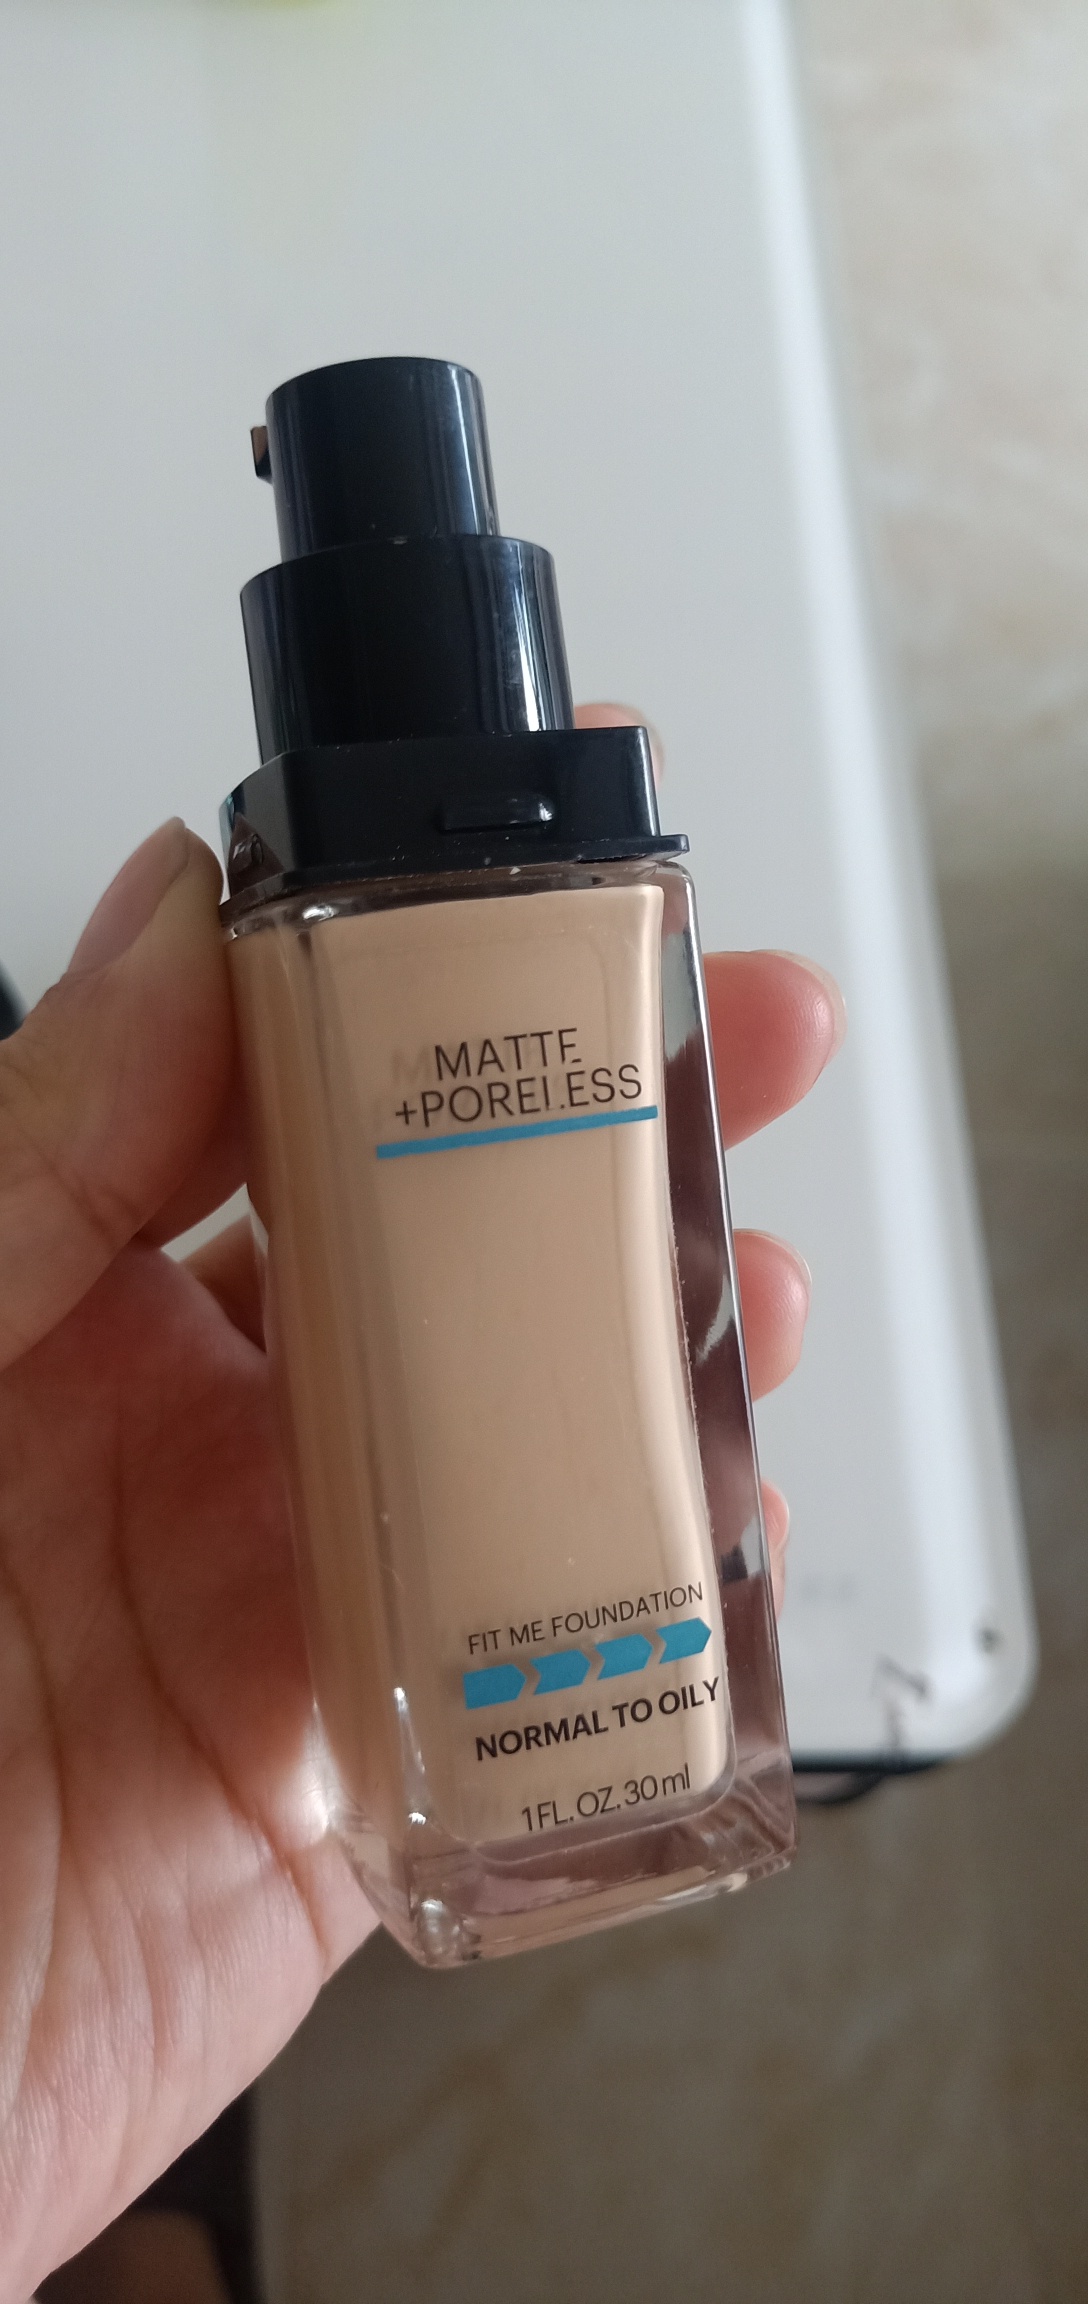 MATTE
+PORELESS
FIT ME FOUNDATION
NORMAL TO OILY
1FL.OZ.30ml